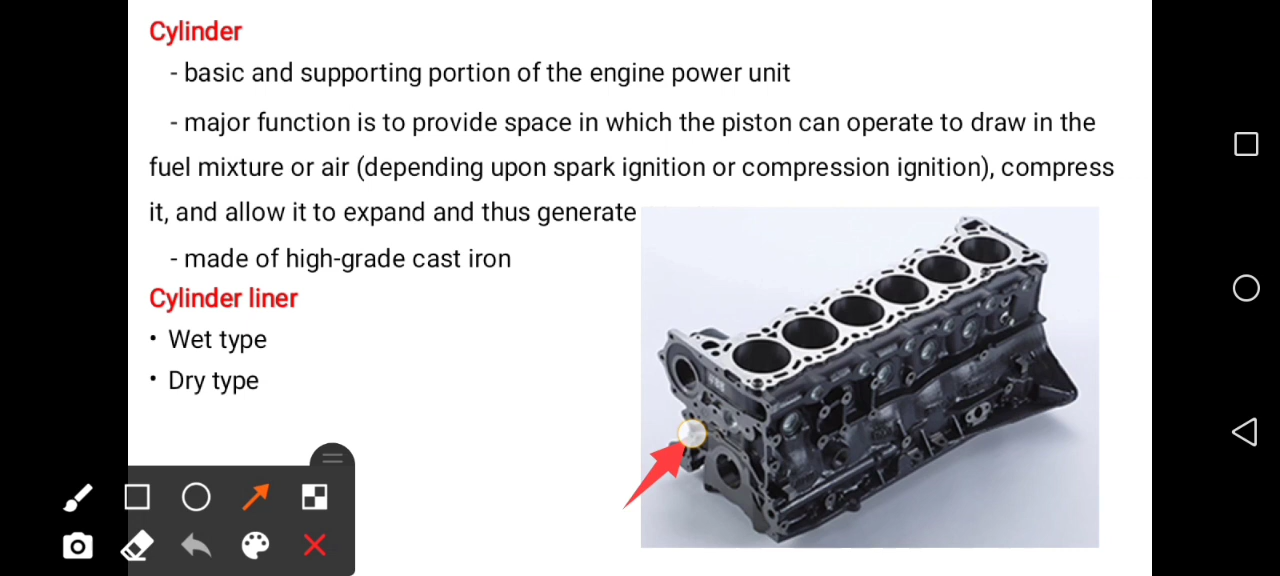 Cylinder
- basic and supporting portion of the engine power unit
- major function is to provide space in which the piston can operate to draw in the
fuel mixture or air (depending upon spark ignition or compression ignition), compress
it, and allow it to expand and thus generate
- made of high-grade cast iron
Cylinder liner
• Wet type
• Dry type